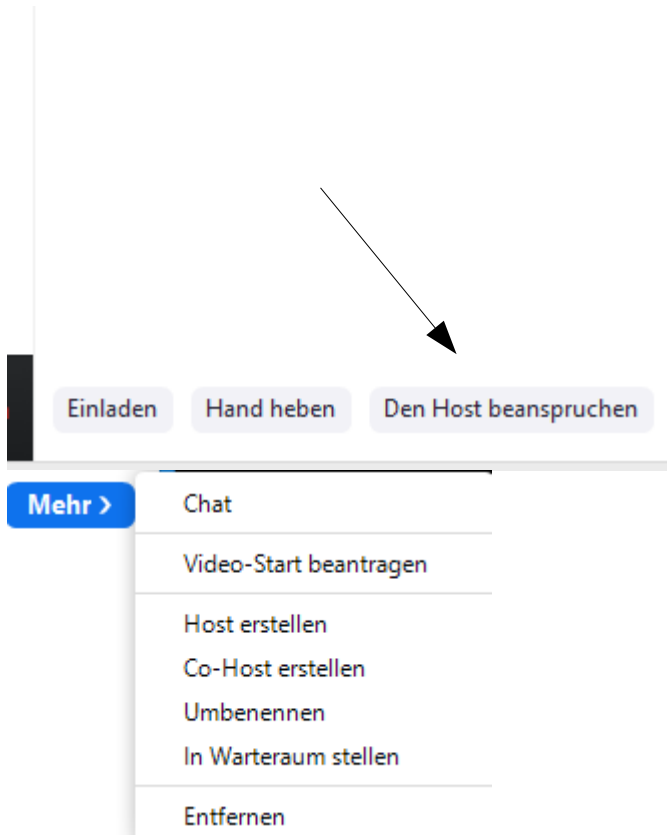 Einladen Hand heben Den Host beanspruchen
Mehr > Chat
Video-Start beantragen
Host erstellen
Co-Host erstellen
Umbenennen
In Warteraum stellen
Entfernen